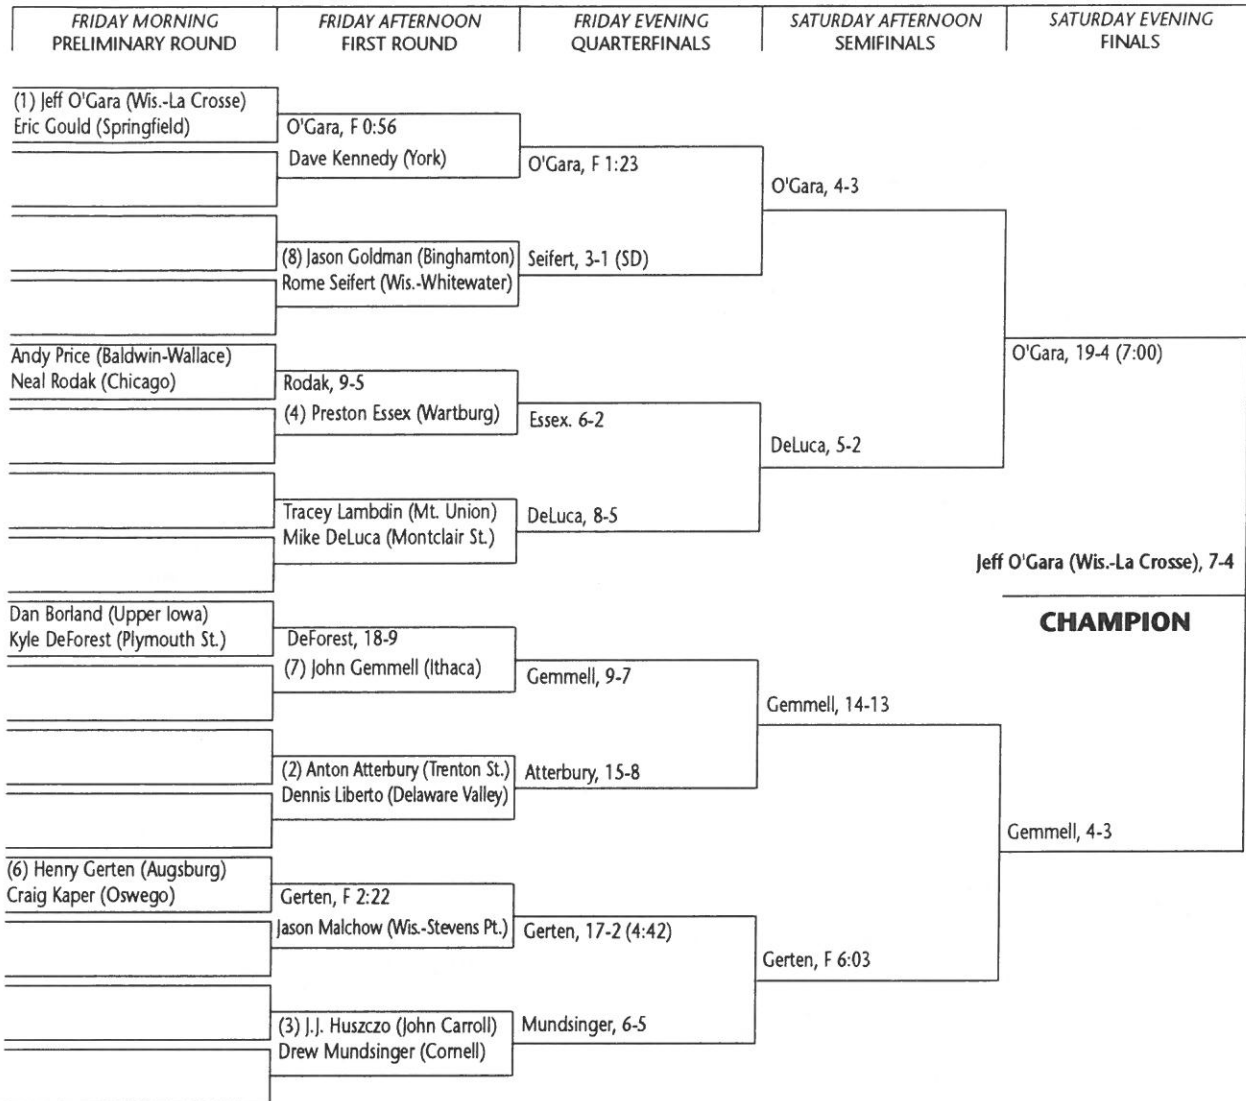 FRIDAY MORNING
PRELIMINARY ROUND
FRIDAY AFTERNOON
FIRST ROUND
FRIDAY EVENING
QUARTERFINALS
SATURDAY AFTERNOON
SEMIFINALS
SATURDAY EVENING
FINALS
(1) Jeff O'Gara (Wis.-La Crosse)
Eric Gould (Springfield)
Andy Price (Baldwin-Wallace)
Neal Rodak (Chicago)
Dan Borland (Upper Iowa)
Kyle DeForest (Plymouth St.)
(6) Henry Gerten (Augsburg)
Craig Kaper (Oswego)
O'Gara, F 0:56
Dave Kennedy (York)
(8) Jason Goldman (Binghamton)
Rome Seifert (Wis.-Whitewater)
Rodak, 9-5
(4) Preston Essex (Wartburg)
Tracey Lambdin (Mt. Union)
Mike DeLuca (Montclair St.)
DeForest, 18-9
(7) John Gemmell (Ithaca)
(2) Anton Atterbury (Trenton St.)
Dennis Liberto (Delaware Valley)
Gerten, F 2:22
Jason Malchow (Wis.-Stevens Pt.)
(3) J.J. Huszczo (John Carroll)
Drew Mundsinger (Cornell)
O'Gara, F 1:23
Seifert, 3-1 (SD)
Essex. 6-2
DeLuca, 8-5
Gemmell, 9-7
Atterbury, 15-8
Gerten, 17-2 (4:42)
Mundsinger, 6-5
O'Gara, 4-3
DeLuca, 5-2
Gemmell, 14-13
Gerten, F 6:03
O'Gara, 19-4 (7:00)
Gemmell, 4-3
Jeff O'Gara (Wis.-La Crosse), 7-4
CHAMPION